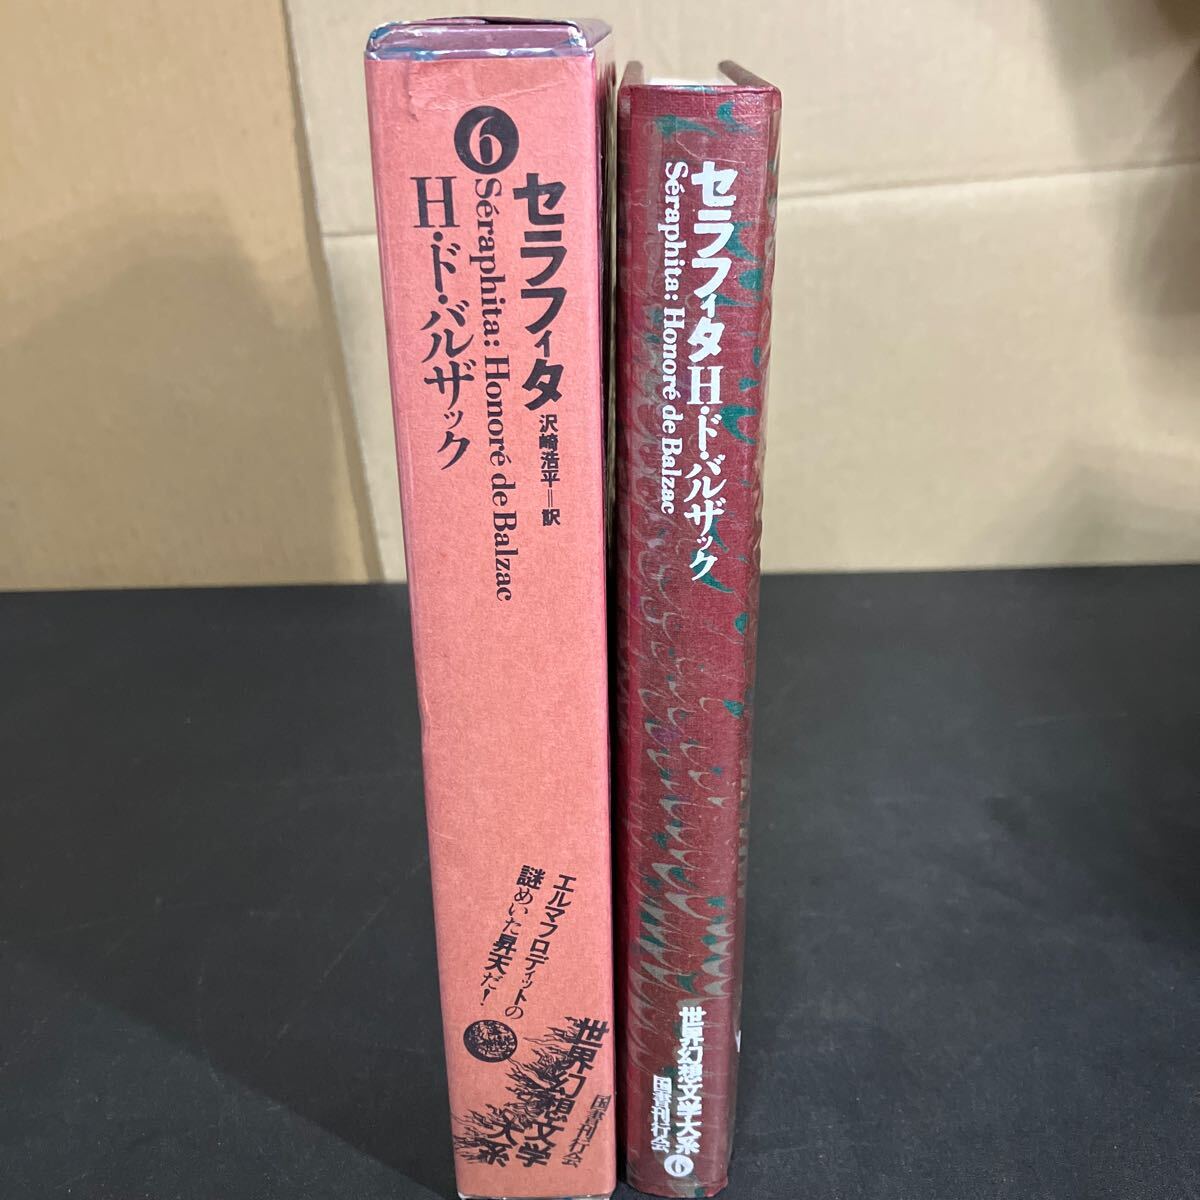 6
セラフィタ
沢崎浩平=訳
Séraphita: Honoré de Balzac
H・ド・バルザック
エルマフロディットの
謎めいた昇天だ!
世界幻想文学
大系
国書刊行会
セラフィタ H・ド・バルザック
Séraphita: Honoré de Balzac
世界幻想文学大系6
国書刊行会